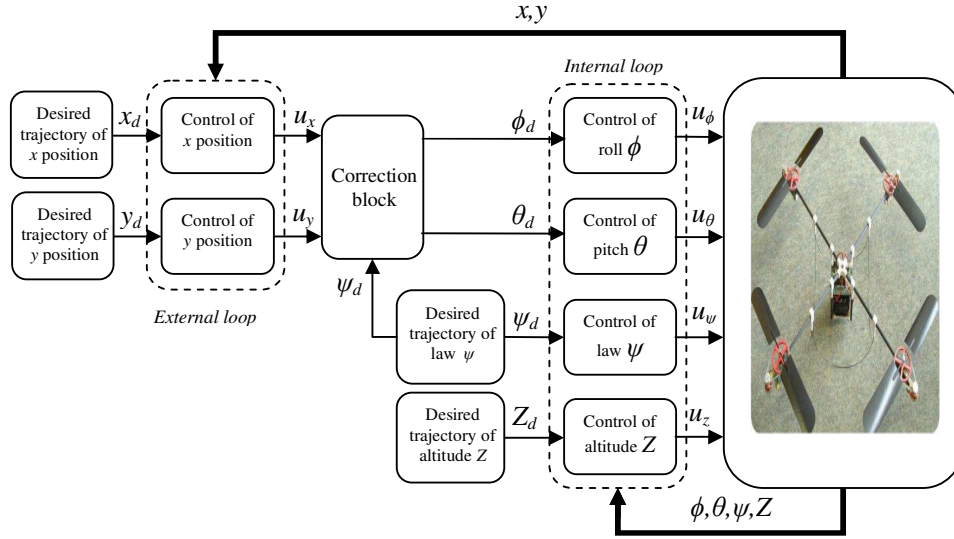 x,y
Internal loop
Desired
trajectory of
x position
x_d
Control of
x position
u_x
Correction
block
ϕ_d
Control of
roll ϕ
u_ϕ
Desired
trajectory of
y position
y_d
Control of
y position
u_y
θ_d
Control of
pitch θ
u_θ
ψ_d
External loop
Desired
trajectory of
law ψ
ψ_d
Control of
law ψ
u_ψ
Desired
trajectory of
altitude Z
Z_d
Control of
altitude Z
u_z
ϕ,θ,ψ,Z